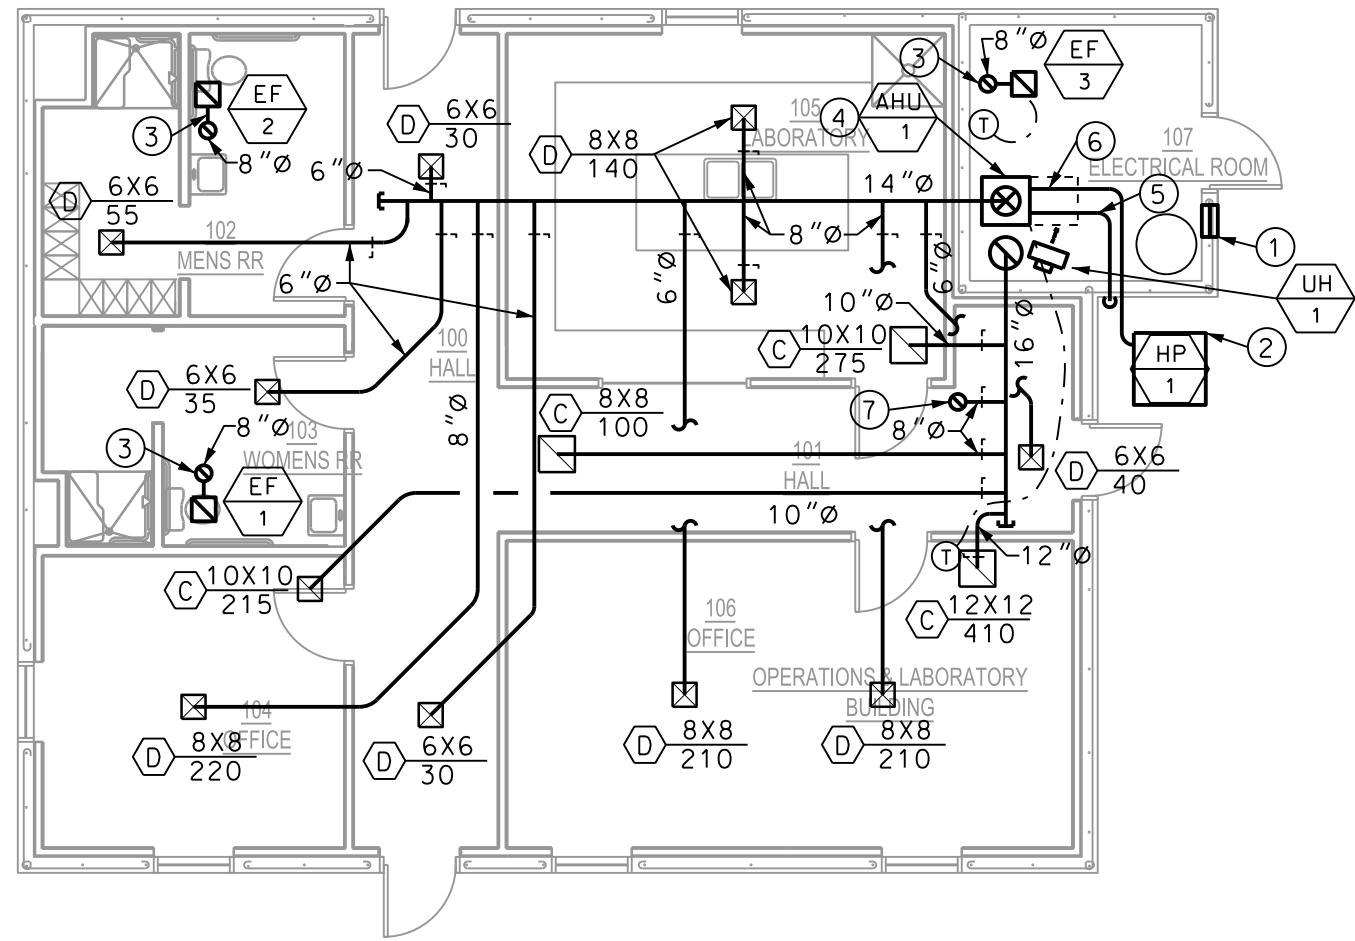 8"Ø
EF
3
3
T
AHU
1
4
6
5
107
ELECTRICAL ROOM
1
UH
1
2
HP
1
EF
2
3
8"Ø
D
6X6
30
6"Ø
D
8X8
140
105
LABORATORY
14"Ø
8"Ø
D
6X6
55
102
MENS RR
6"Ø
6"Ø
6"Ø
10"Ø
C
10X10
275
16"Ø
100
HALL
D
6X6
35
8"Ø
103
WOMENS RR
3
8"Ø
EF
1
C
8X8
100
7
8"Ø
101
HALL
D
6X6
40
10"Ø
T
12"Ø
C
10X10
215
C
12X12
410
106
OFFICE
OPERATIONS & LABORATORY
BUILDING
104
OFFICE
D
8X8
220
D
6X6
30
D
8X8
210
D
8X8
210